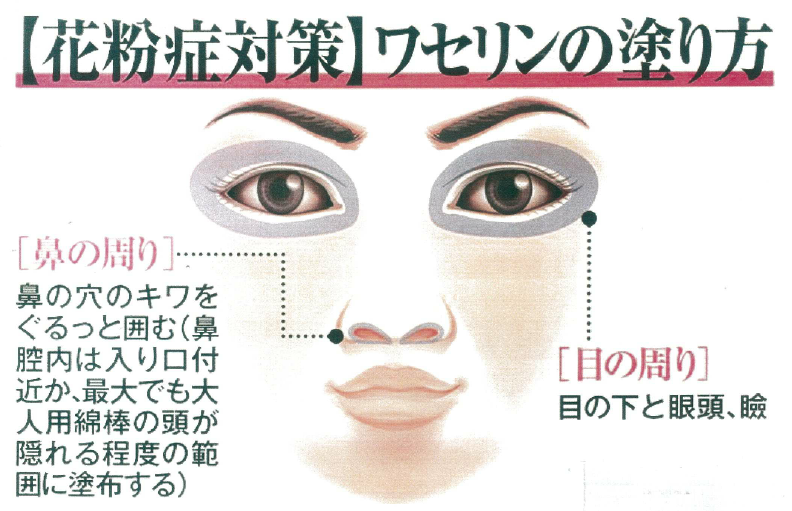 【花粉症対策】ワセリンの塗り方
［鼻の周り］
鼻の穴のキワを
ぐるっと囲む(鼻
腔内は入り口付
近か、最大でも大
人用綿棒の頭が
隠れる程度の範
囲に塗布する)
［目の周り］
目の下と眼頭、瞼